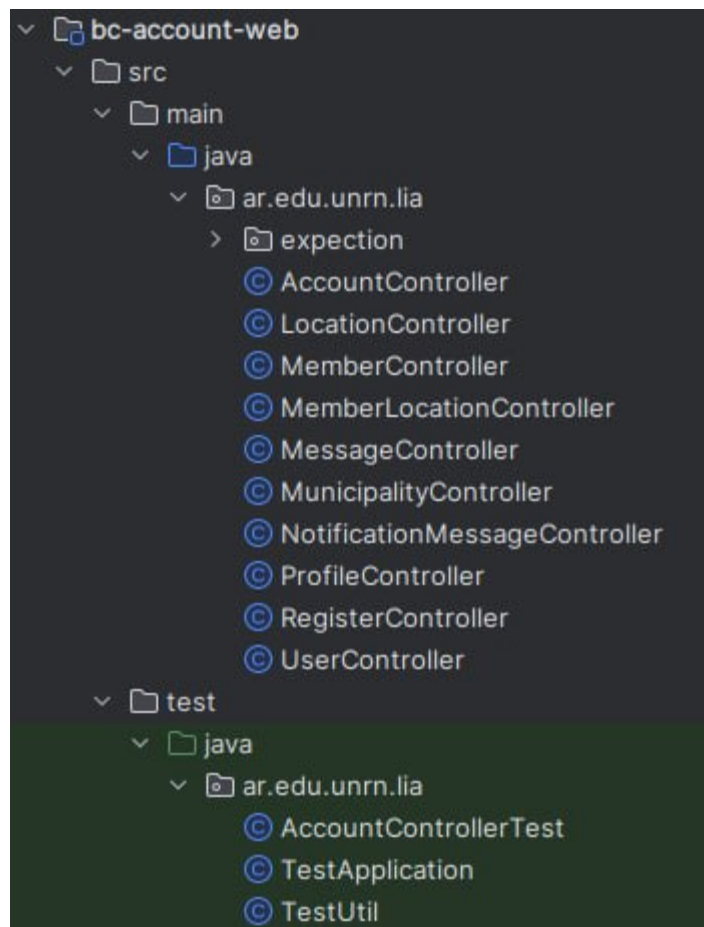 bc-account-web
src
main
java
ar.edu.unrn.lia
expection
AccountController
LocationController
MemberController
MemberLocationController
MessageController
MunicipalityController
NotificationMessageController
ProfileController
RegisterController
UserController
test
java
ar.edu.unrn.lia
AccountControllerTest
TestApplication
TestUtil